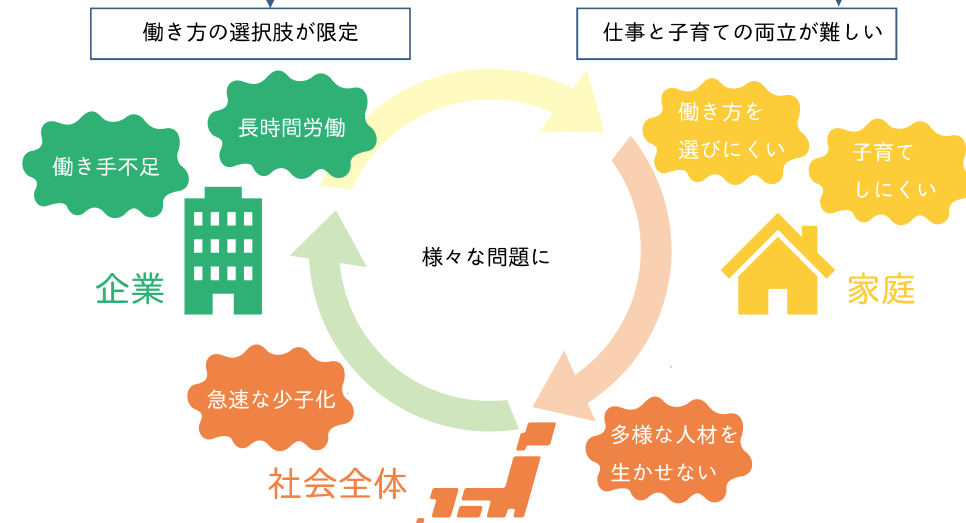 働き方の選択肢が限定
仕事と子育ての両立が難しい
長時間労働
働き手不足
働き方を
選びにくい
子育て
しにくい
様々な問題に
企業
家庭
急速な少子化
多様な人材を
生かせない
社会全体